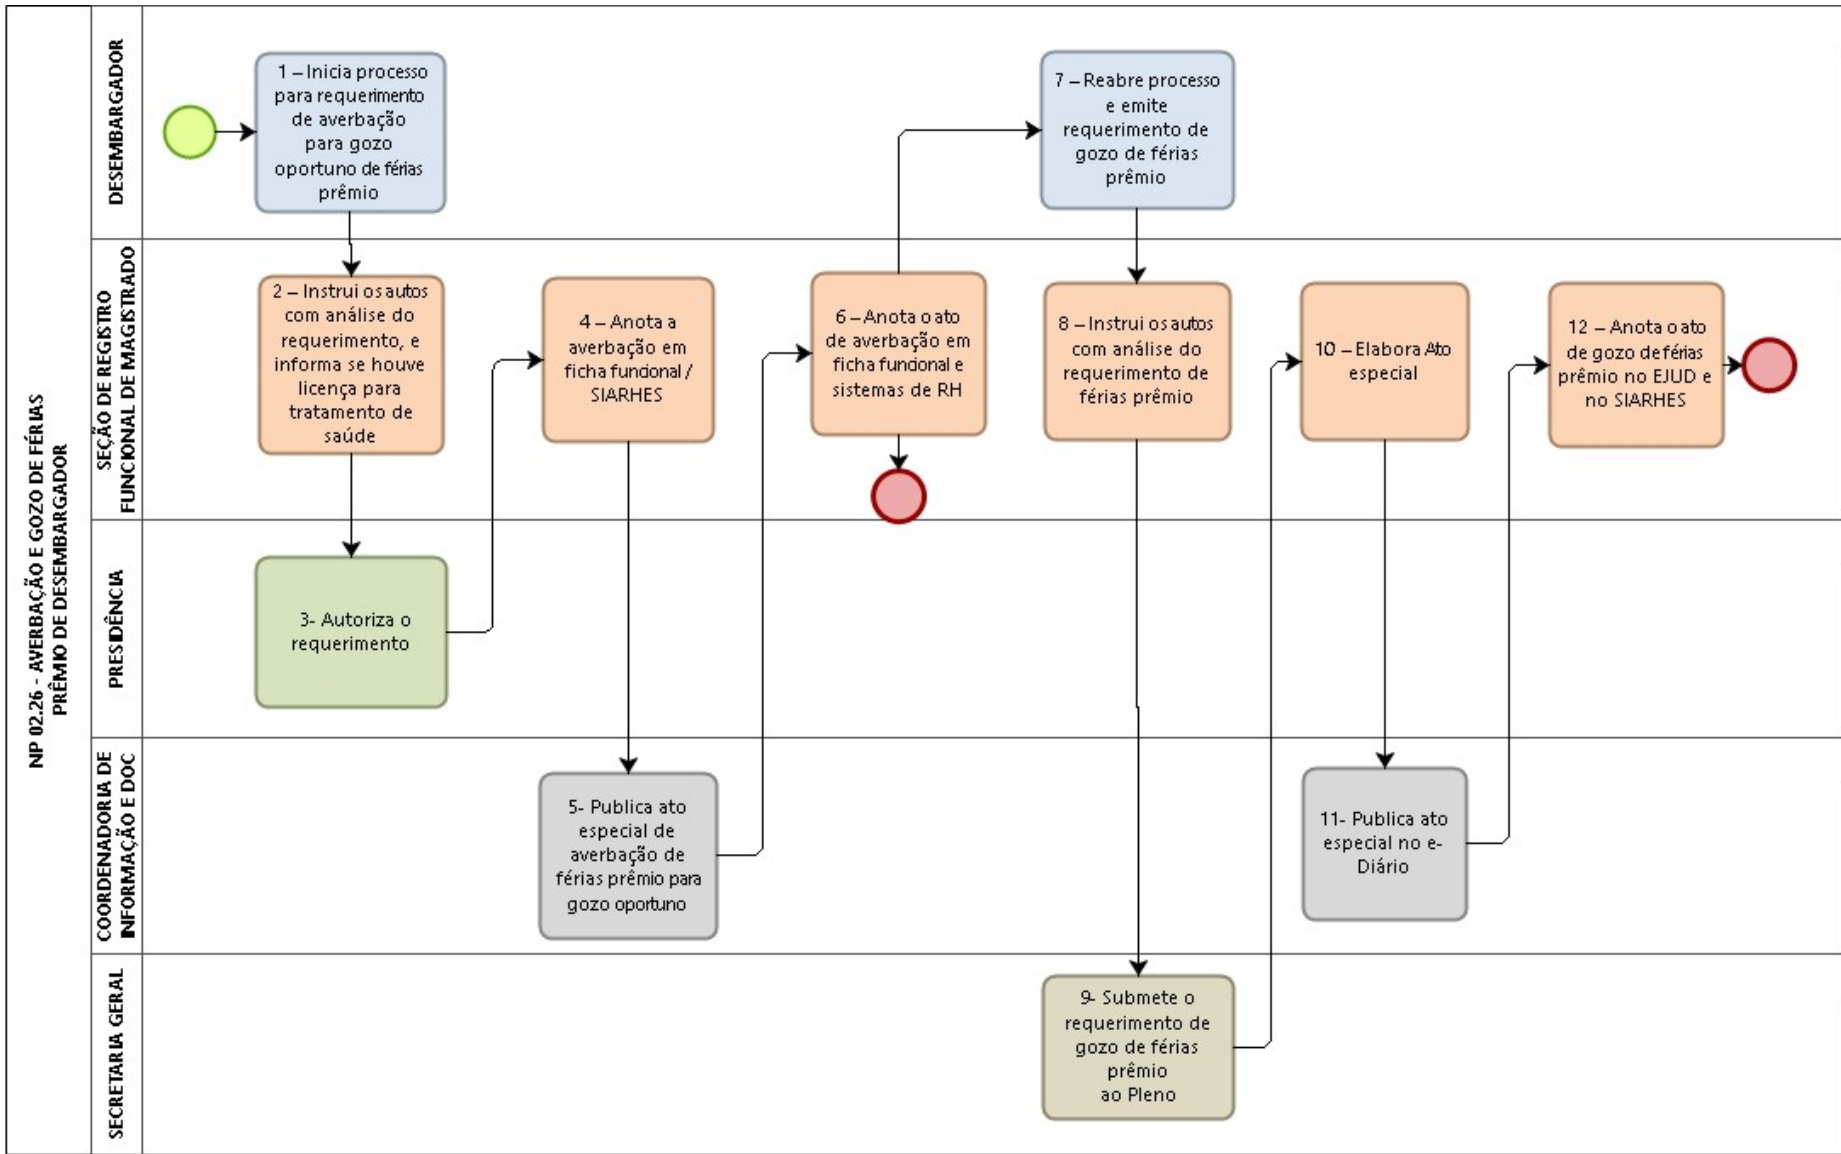 NP 02.26 - AVERBAÇÃO E GOZO DE FÉRIAS
PRÊMIO DE DESEMBARGADOR
DESEMBARGADOR
1 – Inicia processo
para requerimento
de averbação
para gozo
oportuno de férias
prêmio
7 – Reabre processo
e emite
requerimento de
gozo de férias
prêmio
SEÇÃO DE REGISTRO
FUNCIONAL DE MAGISTRADO
2 – Instrui os autos
com análise do
requerimento, e
informa se houve
licença para
tratamento de
saúde
4 – Anota a
averbação em
ficha funcional /
SIARHES
6 – Anota o ato
de averbação em
ficha funcional e
sistemas de RH
8 – Instrui os autos
com análise do
requerimento de
férias prêmio
10 – Elabora Ato
especial
12 – Anota o ato
de gozo de férias
prêmio no EJUD e
no SIARHES
PRESIDÊNCIA
3- Autoriza o
requerimento
COORDENADORIA DE
INFORMAÇÃO E DOC
5- Publica ato
especial de
averbação de
férias prêmio para
gozo oportuno
11- Publica ato
especial no e-
Diário
SECRETARIA GERAL
9- Submete o
requerimento de
gozo de férias
prêmio
ao Pleno